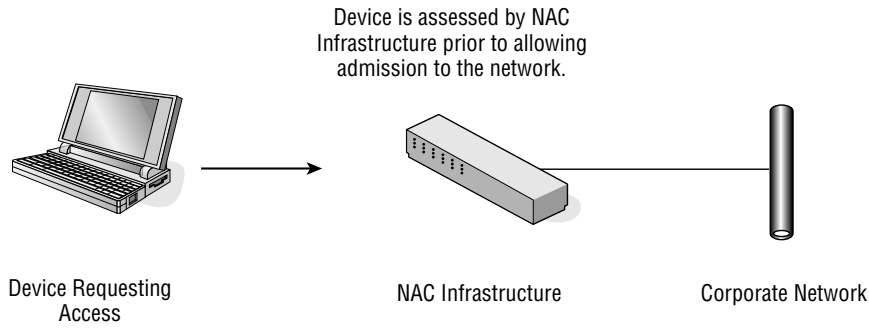 Device is assessed by NAC
Infrastructure prior to allowing
admission to the network.
Device Requesting
Access
NAC Infrastructure
Corporate Network